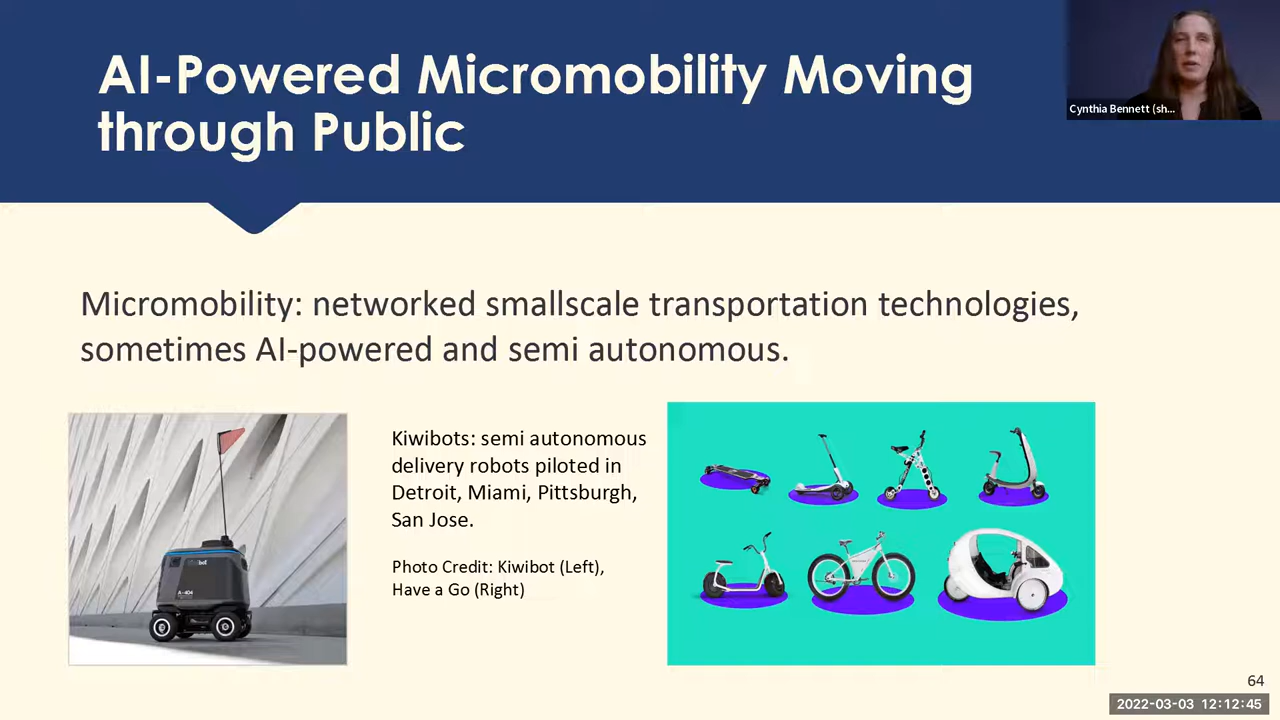 AI-Powered Micromobility Moving
through Public
Cynthia Bennett (sh...
Micromobility: networked smallscale transportation technologies,
sometimes AI-powered and semi autonomous.
Kiwibots: semi autonomous
delivery robots piloted in
Detroit, Miami, Pittsburgh,
San Jose.
Photo Credit: Kiwibot (Left),
Have a Go (Right)
A-404
64
2022-03-03 12:12:45